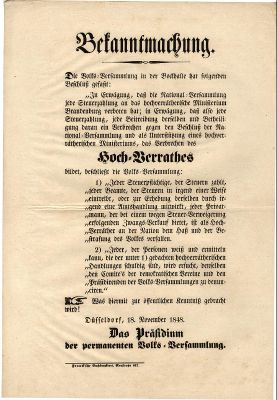 Bekanntmachung.
Die Volks-Versammlung in der Bockhalle hat folgenden
Beschluß gefaßt:
„In Erwägung, daß die National-Versammlung
jede Steuerzahlung an das hochverrätherische Ministerium
Brandenburg verboten hat; in Erwägung, daß also jede
Steuerzahlung, jede Beitreibung derselben und Betheili-
gung daran ein Verbrechen gegen den Beschluß der Na-
tional-Versammlung und als Unterstützung eines hochver-
rätherischen Ministeriums, das Verbrechen des
Hoch-Verrathes
bildet, beschließt die Volks-Versammlung:
1) „Jeder Steuerpflichtige, der Steuern zahlt,
„jeder Beamte, der Steuern in irgend einer Weise
„eintreibt, oder zur Erhebung derselben durch ir-
„gend eine Amtshandlung mitwirkt, jeder Privat-
„mann, der bei einem wegen Steuer-Verweigerung
„erfolgenden Zwangs-Verkauf bietet, ist als Hoch-
„Verräther an der Nation dem Haß und der Be-
„strafung des Volkes verfallen.
2) „Jeder, der Personen weiß und ermitteln
„kann, die der unter 1) gedachten hochverrätherischen
„Handlungen schuldig sind, wird ersucht, dieselben
„den Comite's der demokratischen Vereine und den
„Präsidirenden der Volks-Versammlungen zu denun-
„ciren.“
Was hiermit zur öffentlichen Kenntniß gebracht
wird!
Düsseldorf, 18. November 1848.
Das Präsidium
der permanenten Volks-Versammlung.